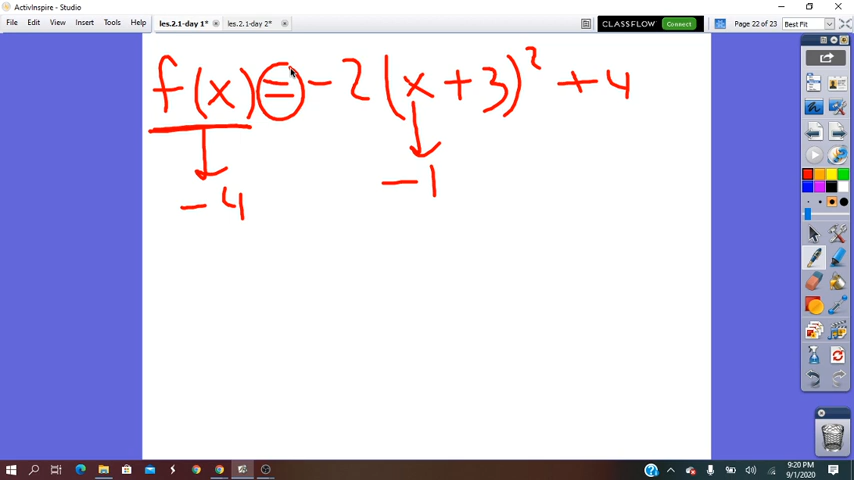 ActivInspire - Studio
File Edit View Insert Tools Help
les.2.1-day 1*
les.2.1-day 2*
CLASSFLOW Connect
Page 22 of 23
Best Fit
f(x) = -2(x+3)² +4
-4
-1
9:20 PM
9/1/2020